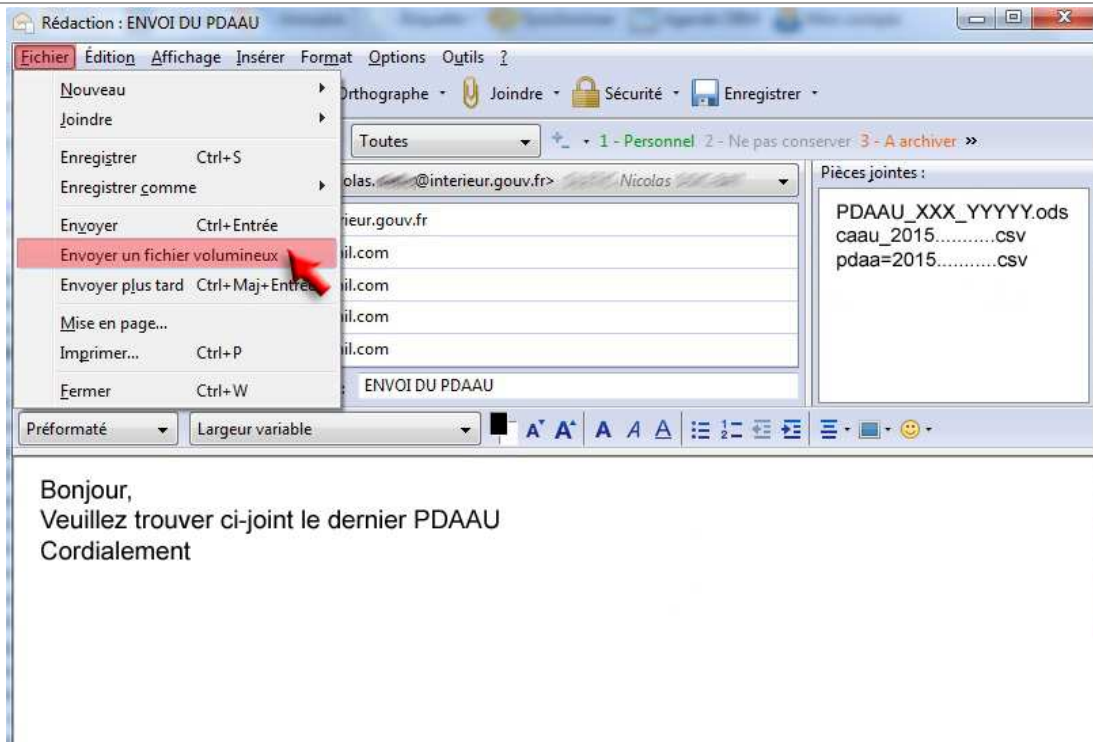 Rédaction : ENVOI DU PDAAU
Fichier Édition Affichage Insérer Format Options Outils ?
Nouveau
Orthographe Joindre Sécurité Enregistrer
Joindre
Toutes 1 - Personnel 2 - Ne pas conserver 3 - A archiver »
Enregistrer Ctrl+S
Enregistrer comme
olas. @interieur.gouv.fr> Nicolas
Pièces jointes :
PDAAU_XXX_YYYYY.ods
caau_2015...........csv
pdaa=2015...........csv
Envoyer Ctrl+Entrée
rieur.gouv.fr
Envoyer un fichier volumineux
il.com
Envoyer plus tard Ctrl+Maj+Entrée
il.com
Mise en page...
il.com
Imprimer... Ctrl+P
il.com
Fermer Ctrl+W
: ENVOI DU PDAAU
Préformaté Largeur variable
Bonjour,
Veuillez trouver ci-joint le dernier PDAAU
Cordialement